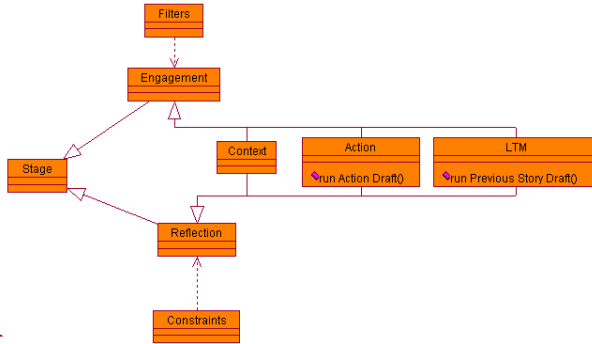 Filters
Engagement
Context
Action
run Action Draft()
LTM
run Previous Story Draft()
Stage
Reflection
Constraints